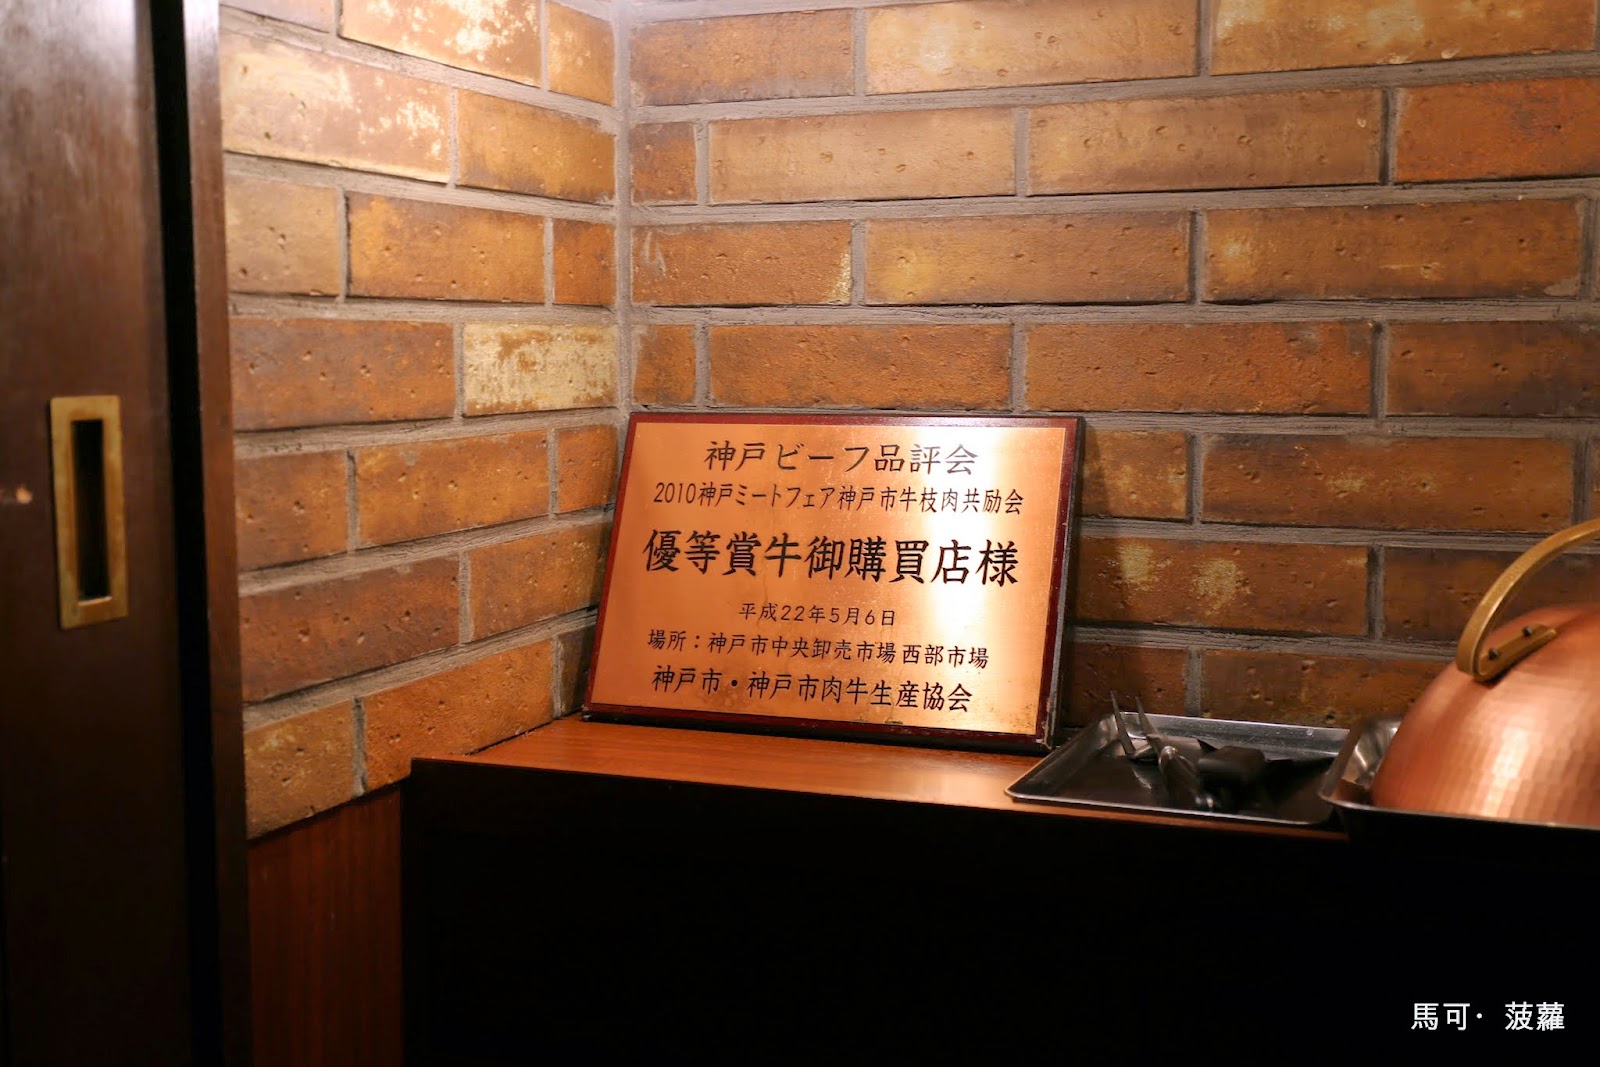 神戸ビーフ品評会
2010神戸ミートフェア神戸市牛枝肉共励会
優等賞牛御購買店様
平成22年5月6日
場所：神戸市中央卸売市場 西部市場
神戸市・神戸市肉牛生産協会
馬可・菠蘿